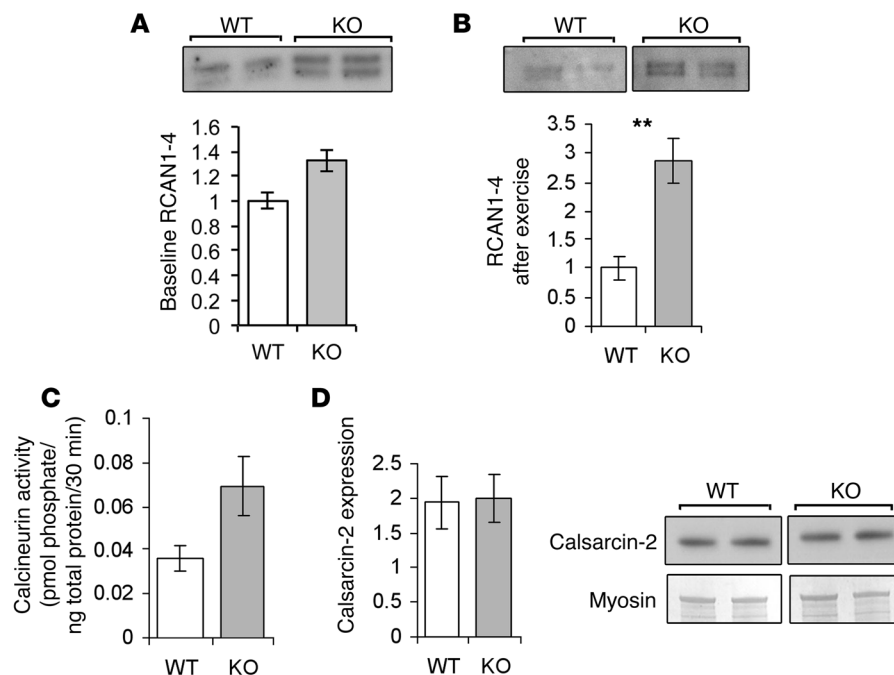 A
WT KO
Baseline RCAN1-4
1.6
1.4
1.2
1
0.8
0.6
0.4
0.2
0
WT KO
B
WT KO
**
RCAN1-4
after exercise
3.5
3
2.5
2
1.5
1
0.5
0
WT KO
C
Calcineurin activity
(pmol phosphate/
ng total protein/30 min)
0.1
0.08
0.06
0.04
0.02
0
WT KO
D
Calsarcin-2 expression
2.5
2
1.5
1
0.5
0
WT KO
WT KO
Calsarcin-2
Myosin